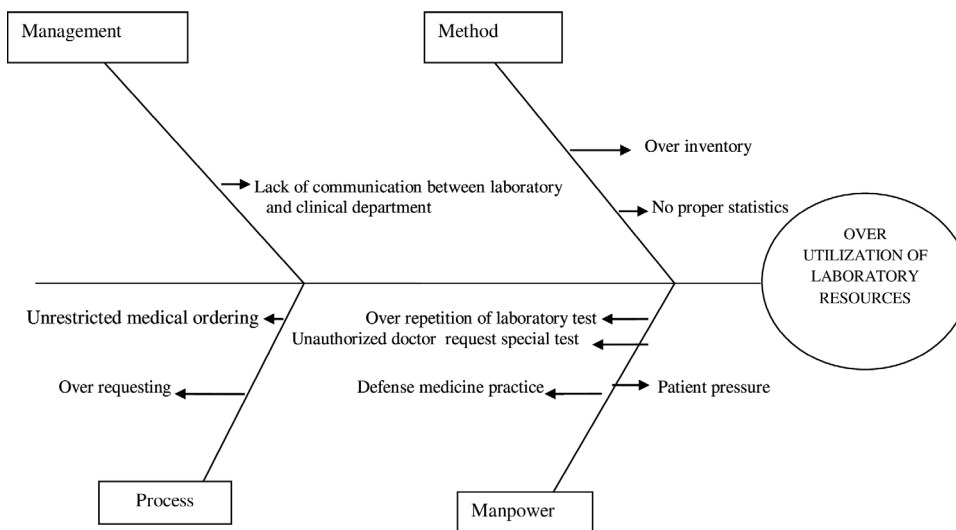 Management
Method
Over inventory
Lack of communication between laboratory
and clinical department
No proper statistics
OVER
UTILIZATION OF
LABORATORY
RESOURCES
Unrestricted medical ordering
Over repetition of laboratory test
Unauthorized doctor request special test
Over requesting
Defense medicine practice
Patient pressure
Process
Manpower